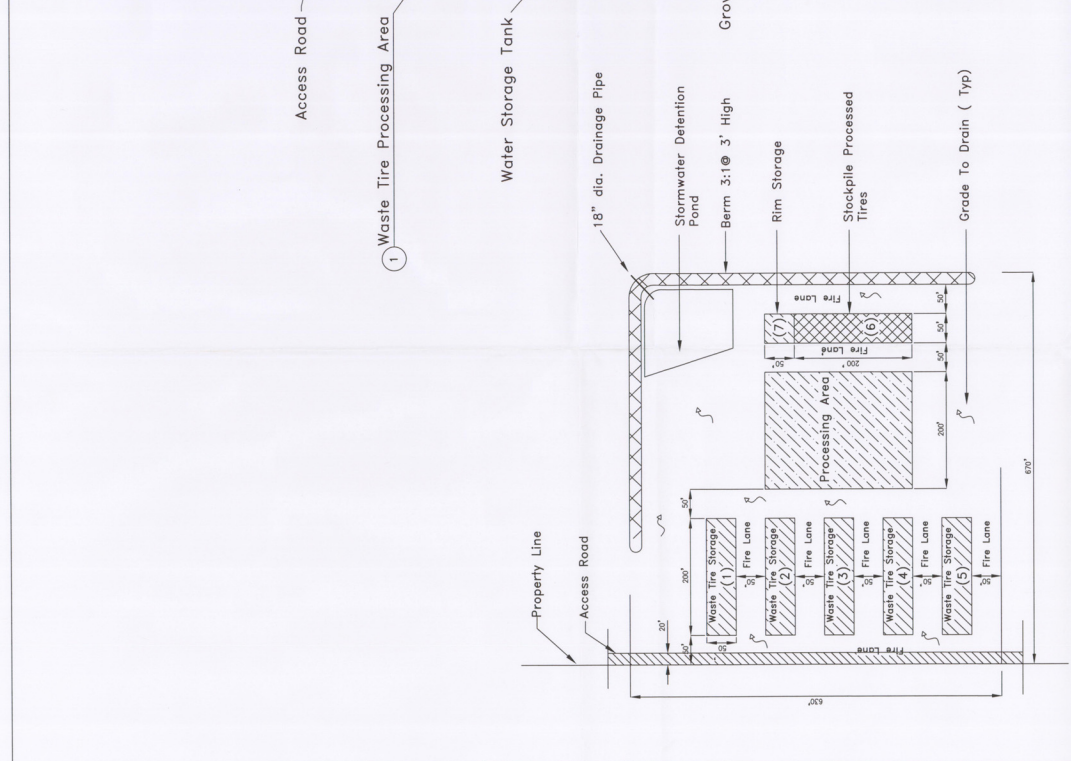 Access Road
1
Waste Tire Processing Area
Water Storage Tank
18" dia. Drainage Pipe
Stormwater Detention
Pond
Berm 3:1@ 3' High
Rim Storage
Stockpile Processed
Tires
Grade To Drain ( Typ)
Fire Lane
(7)
(6)
50'
200'
Fire Lane
50'
50'
50'
Processing Area
200'
670'
50'
200'
50'
20'
50
Waste Tire Storage
(1)
Fire Lane
50'
Waste Tire Storage
(2)
Fire Lane
50'
Waste Tire Storage
(3)
Fire Lane
50'
Waste Tire Storage
(4)
Fire Lane
50'
Waste Tire Storage
(5)
Fire Lane
50'
Property Line
Access Road
Fire Lane
630'